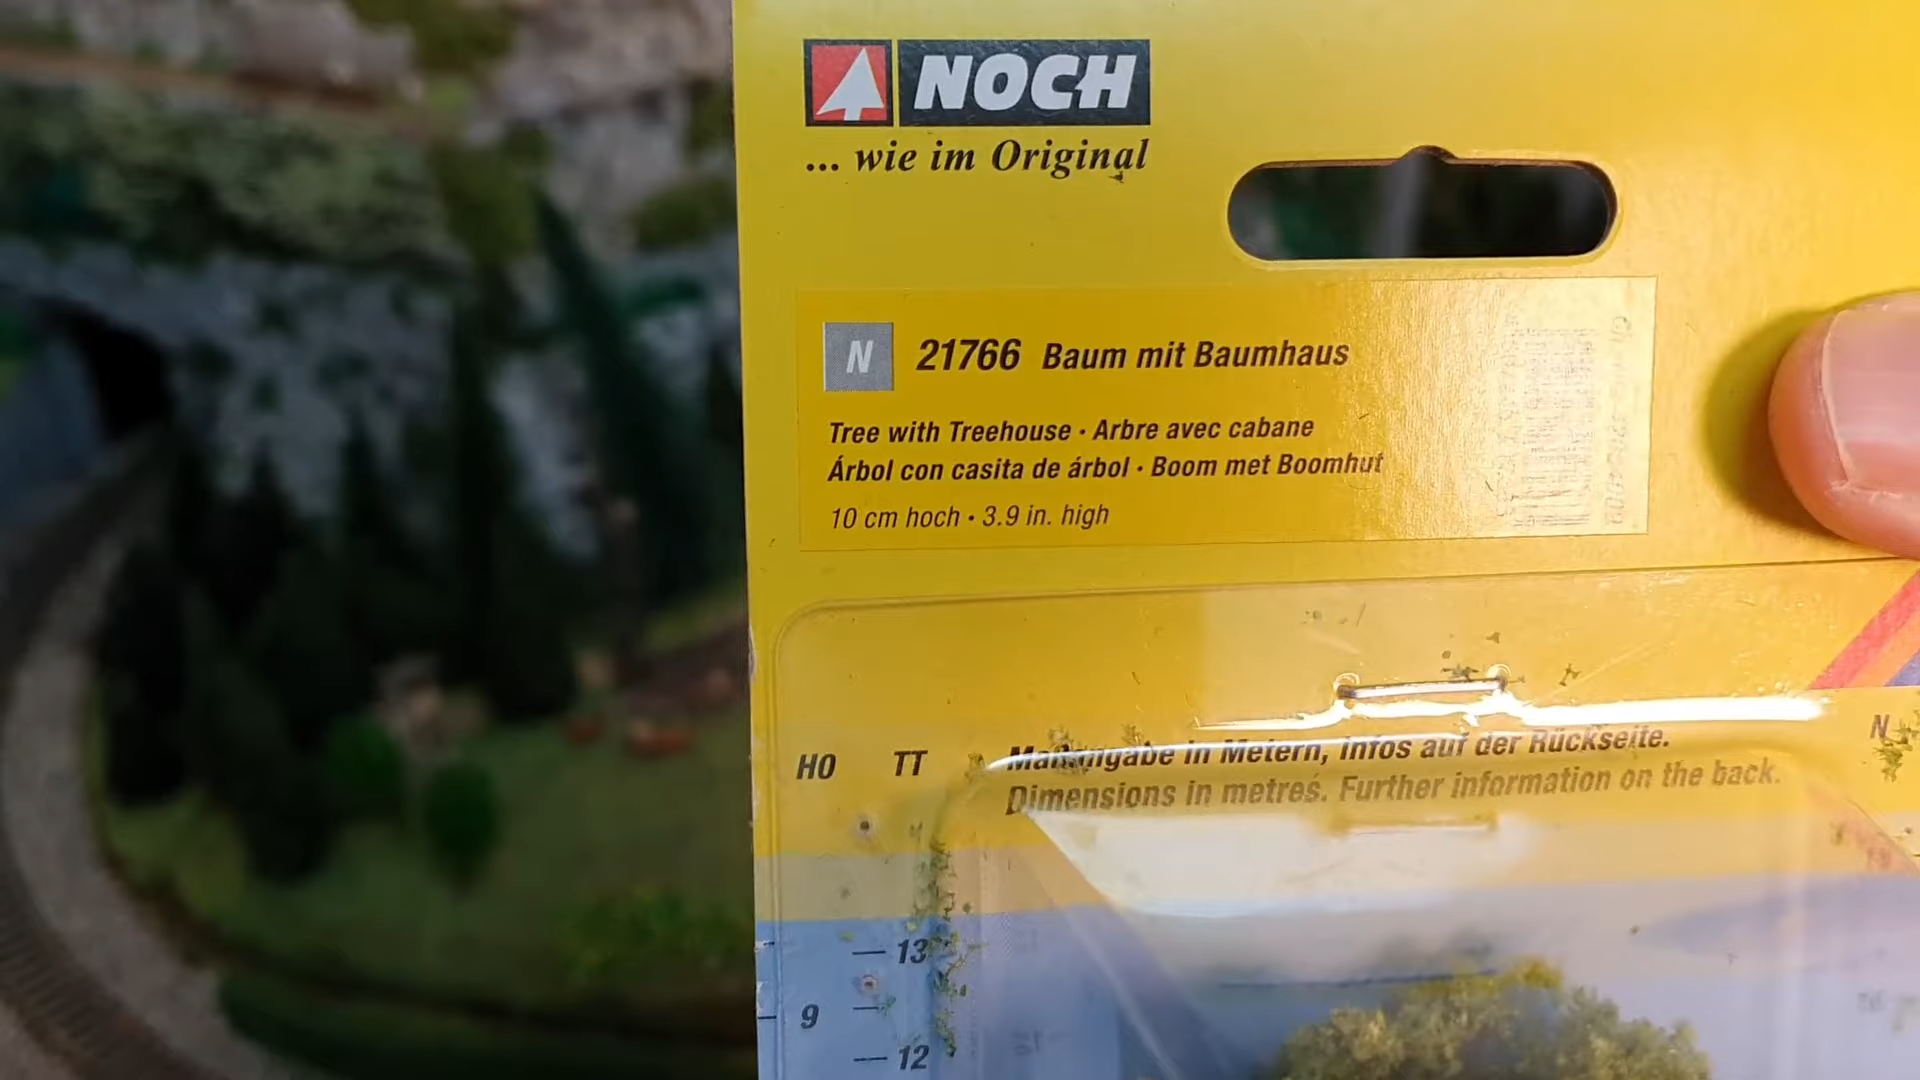 NOCH
... wie im Original
N 21766 Baum mit Baumhaus
Tree with Treehouse · Arbre avec cabane
Árbol con casita de árbol · Boom met Boomhut
10 cm hoch · 3.9 in. high
H0 TT Maßangabe in Metern, Infos auf der Rückseite. N
Dimensions in metres. Further information on the back.
13
9
12